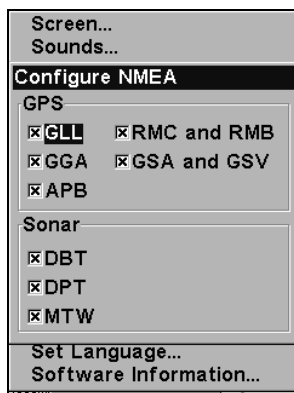 Screen...
Sounds...
Configure NMEA
GPS
GLL RMC and RMB
GGA GSA and GSV
APB
Sonar
DBT
DPT
MTW
Set Language...
Software Information...